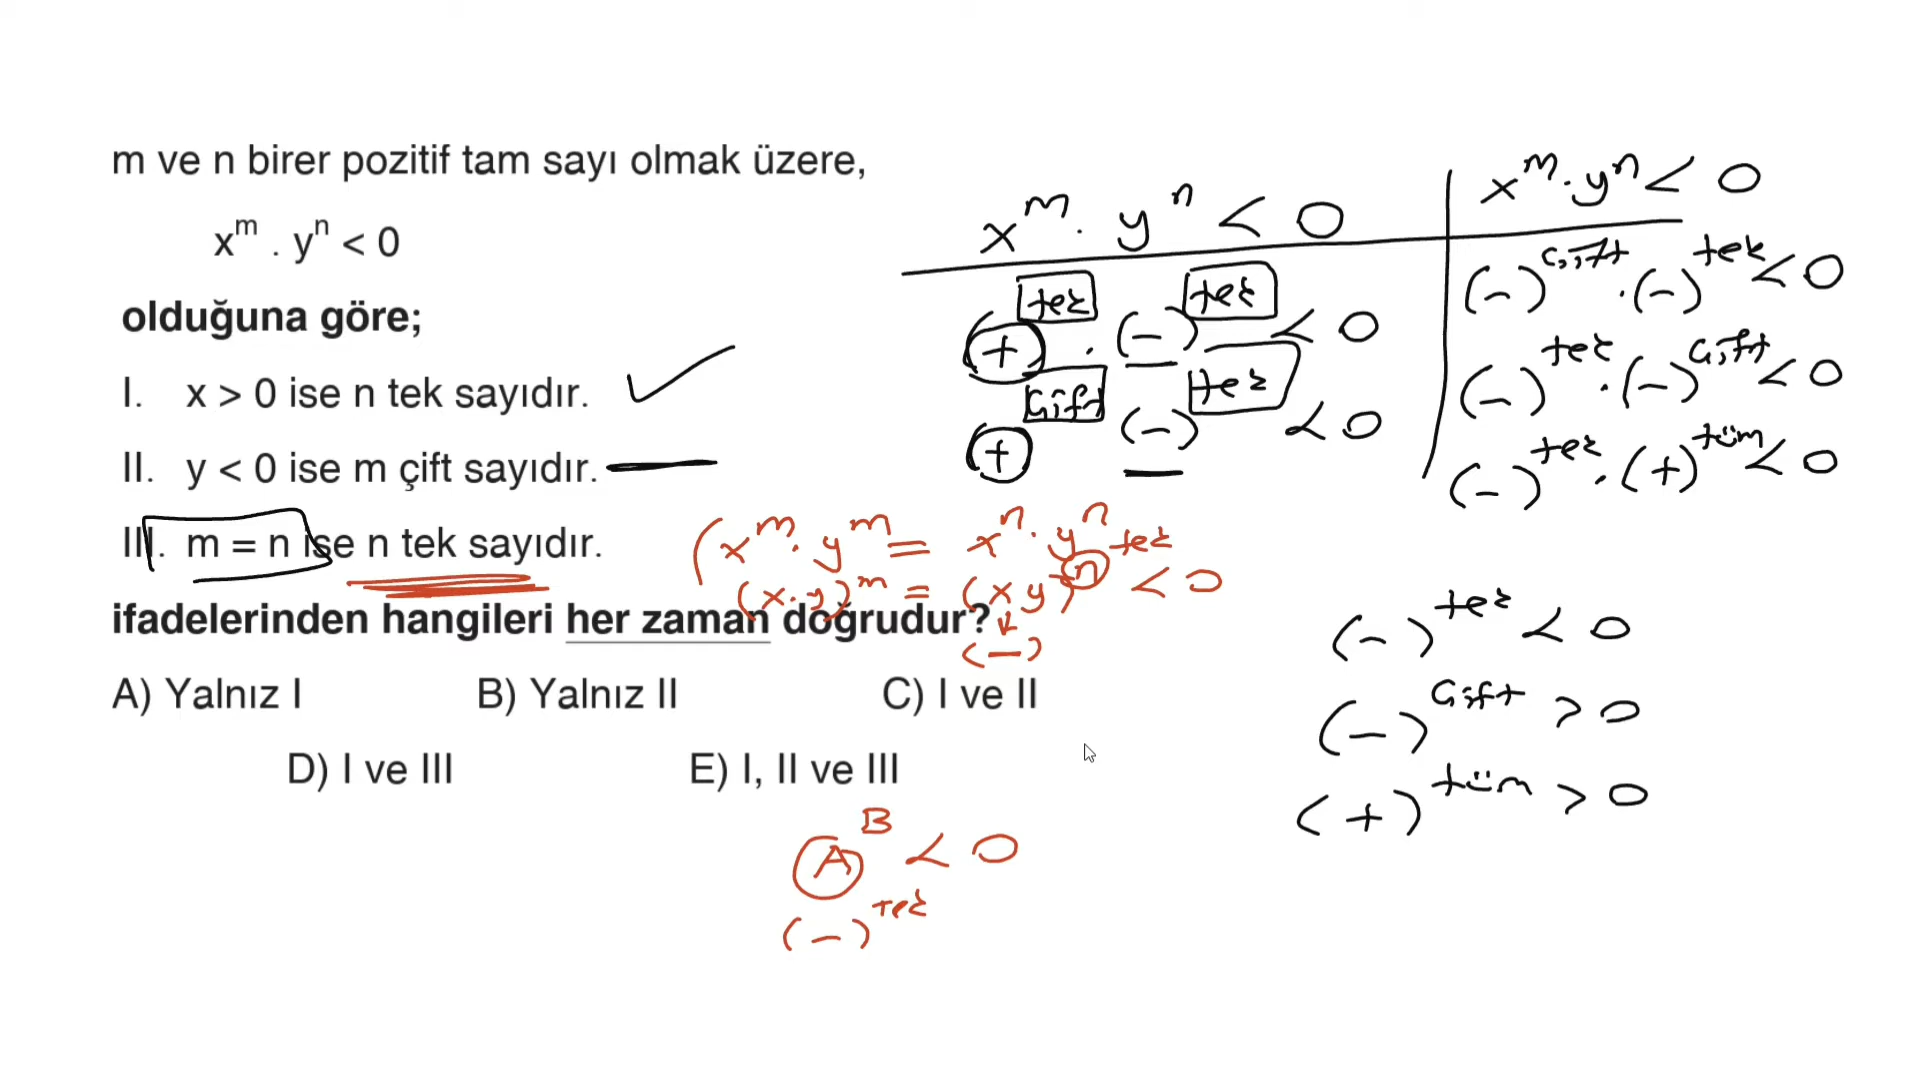 m ve n birer pozitif tam sayı olmak üzere,
x^m . y^n < 0
olduğuna göre;
I. x > 0 ise n tek sayıdır.
II. y < 0 ise m çift sayıdır.
III. m = n ise n tek sayıdır.
ifadelerinden hangileri her zaman doğrudur?
A) Yalnız I B) Yalnız II C) I ve II
D) I ve III E) I, II ve III
x^m . y^n < 0
(+)^tek . (-)^tek < 0
(+)^çift . (-)^tek < 0
x^m . y^n < 0
(-)^çift . (-)^tek < 0
(-)^tek . (-)^çift < 0
(-)^tek . (+)^tüm < 0
x^m . y^m = x^n . y^n
(x.y)^m = (xy)^n < 0
tek
(-)
(-)^tek < 0
(-)^çift > 0
(+)^tüm > 0
A^B < 0
(-)^tek